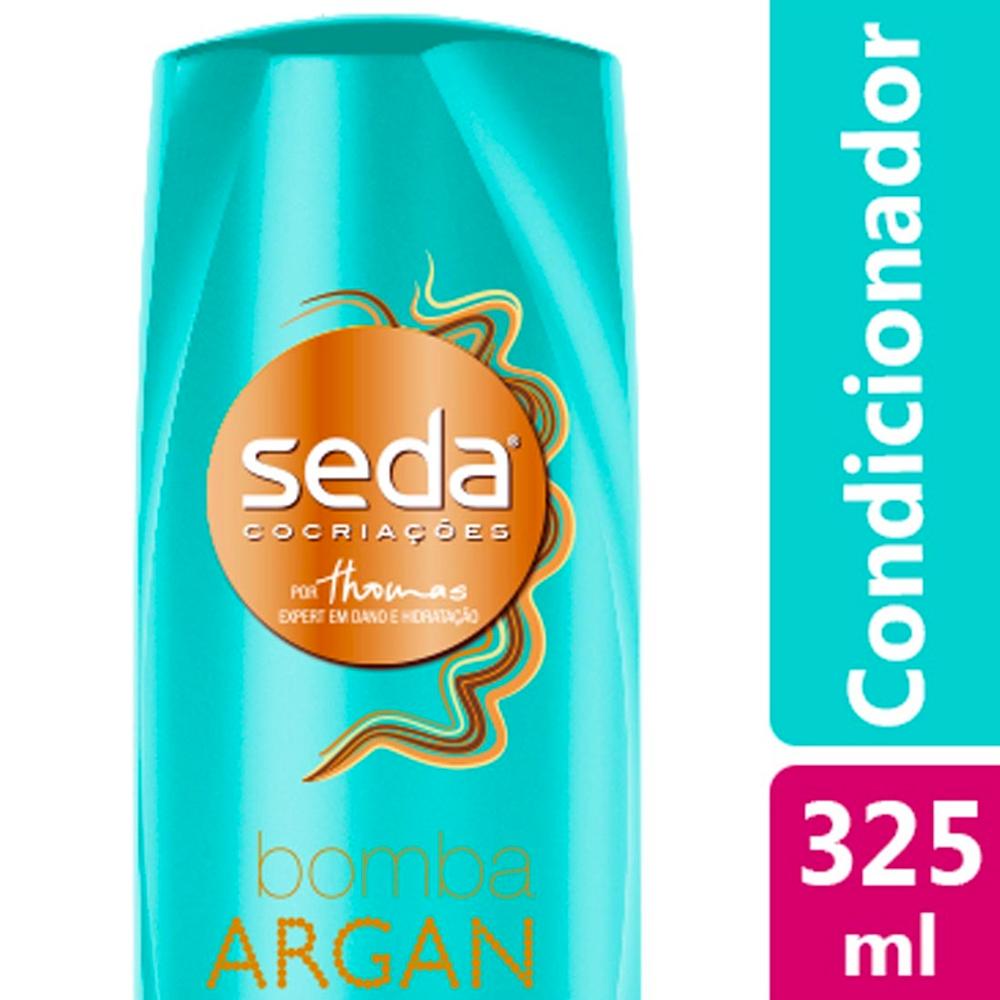 seda®
COCRIAÇÕES
POR Thomas
EXPERT EM DANO E HIDRATAÇÃO
bomba
ARGAN
Condicionador
325
ml